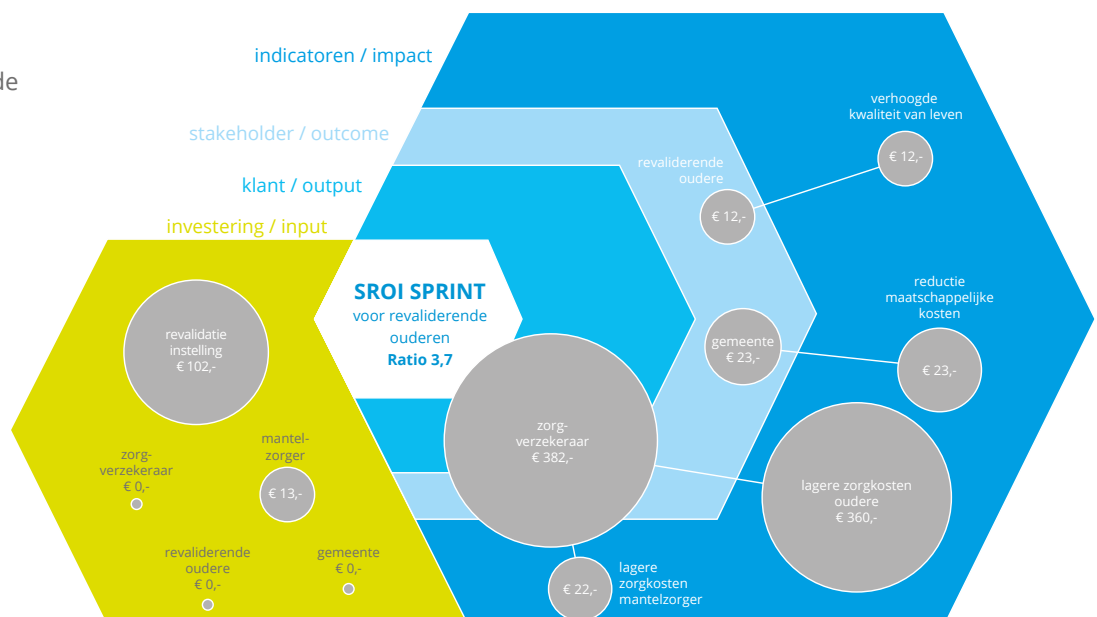 indicatoren / impact
de
stakeholder / outcome
klant / output
investering / input
SROI SPRINT
voor revaliderende
ouderen
Ratio 3,7
revalidatie
instelling
€ 102,-
zorg-
verzekeraar
€ 0,-
mantel-
zorger
€ 13,-
revaliderende
oudere
€ 0,-
gemeente
€ 0,-
zorg-
verzekeraar
€ 382,-
revaliderende
oudere
€ 12,-
gemeente
€ 23,-
verhoogde
kwaliteit van leven
€ 12,-
reductie
maatschappelijke
kosten
€ 23,-
lagere zorgkosten
oudere
€ 360,-
€ 22,-
lagere
zorgkosten
mantelzorger